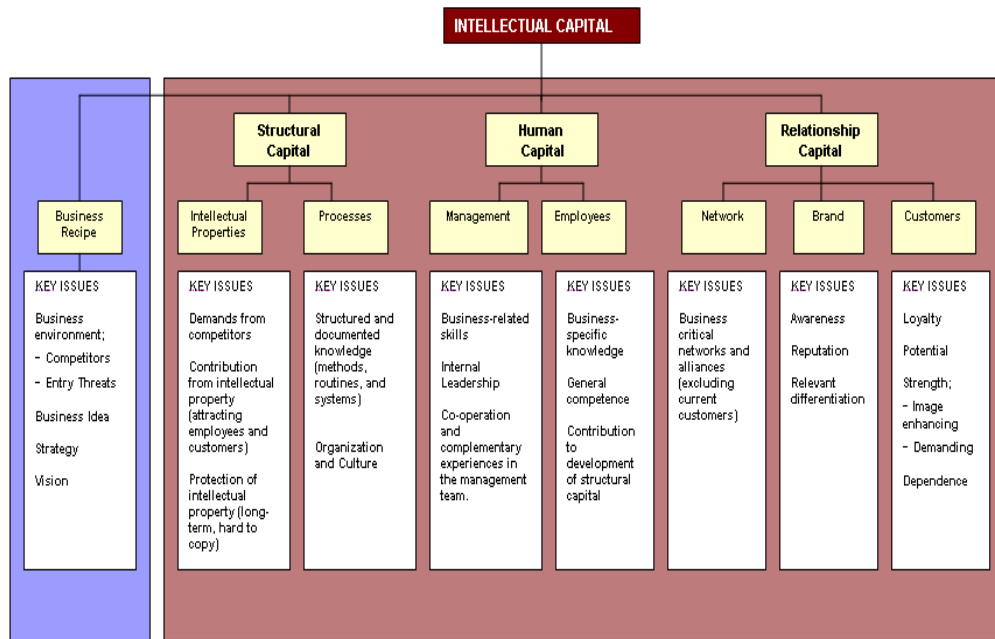 INTELLECTUAL CAPITAL
Structural
Capital
Human
Capital
Relationship
Capital
Business
Recipe
Intellectual
Properties
Processes
Management
Employees
Network
Brand
Customers
KEY ISSUES
Business
environment;
- Competitors
- Entry Threats
Business Idea
Strategy
Vision
KEY ISSUES
Demands from
competitors
Contribution
from intellectual
property
(attracting
employees and
customers)
Protection of
intellectual
property (long-
term, hard to
copy)
KEY ISSUES
Structured and
documented
knowledge
(methods,
routines, and
systems)
Organization
and Culture
KEY ISSUES
Business-related
skills
Internal
Leadership
Co-operation
and
complementary
experiences in
the management
team.
KEY ISSUES
Business-
specific
knowledge
General
competence
Contribution
to
development
of structural
capital
KEY ISSUES
Business
critical
networks and
alliances
(excluding
current
customers)
KEY ISSUES
Awareness
Reputation
Relevant
differentiation
KEY ISSUES
Loyalty
Potential
Strength;
- Image
enhancing
- Demanding
Dependence